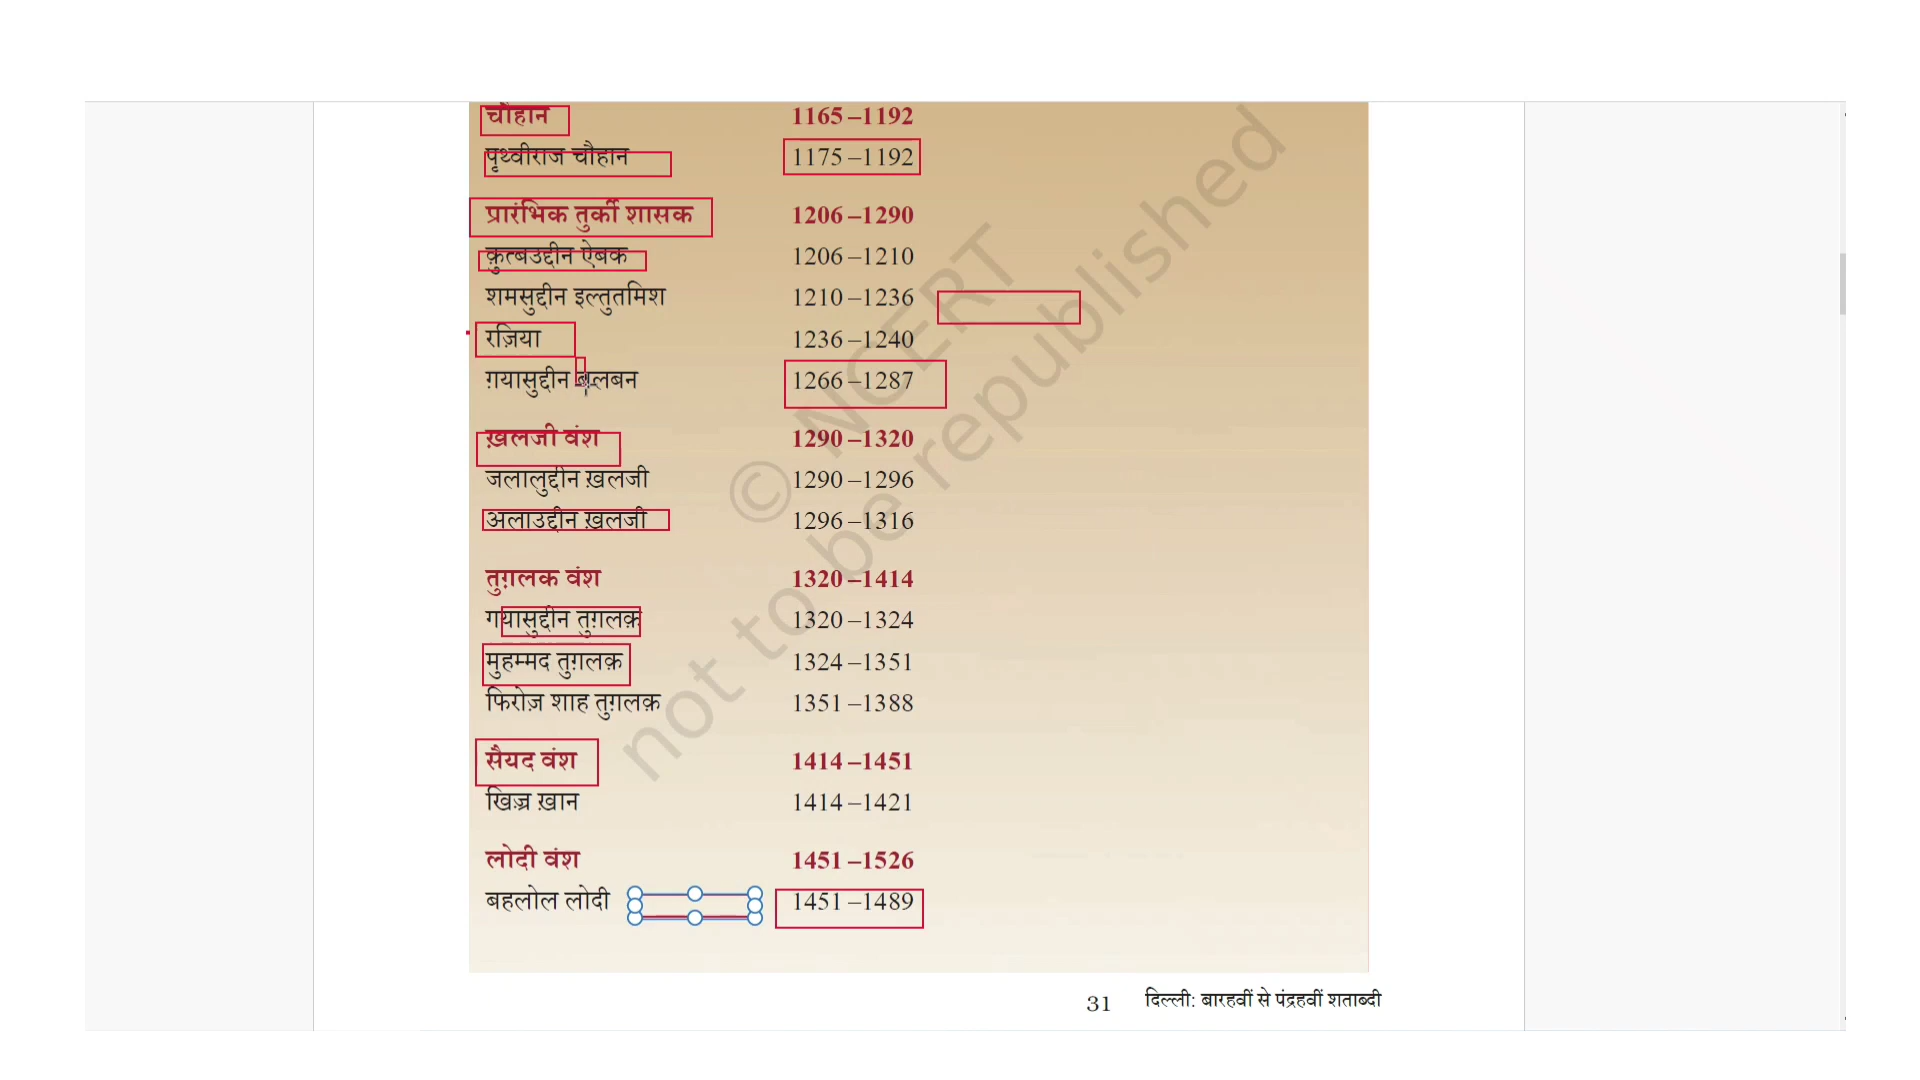 चौहान 1165 –1192
पृथ्वीराज चौहान 1175 –1192
प्रारंभिक तुर्की शासक 1206 –1290
क़ुत्बउद्दीन ऐबक 1206 –1210
शमसुद्दीन इल्तुतमिश 1210 –1236
रज़िया 1236 –1240
ग़यासुद्दीन बलबन 1266 –1287
ख़लजी वंश 1290 –1320
जलालुद्दीन ख़लजी 1290 –1296
अलाउद्दीन ख़लजी 1296 –1316
तुग़लक वंश 1320 –1414
गयासुद्दीन तुग़लक़ 1320 –1324
मुहम्मद तुग़लक़ 1324 –1351
फिरोज़ शाह तुग़लक़ 1351 –1388
सैयद वंश 1414 –1451
खिज़्र ख़ान 1414 –1421
लोदी वंश 1451 –1526
बहलोल लोदी 1451 –1489
© NCERT
not to be republished
31 दिल्ली: बारहवीं से पंद्रहवीं शताब्दी